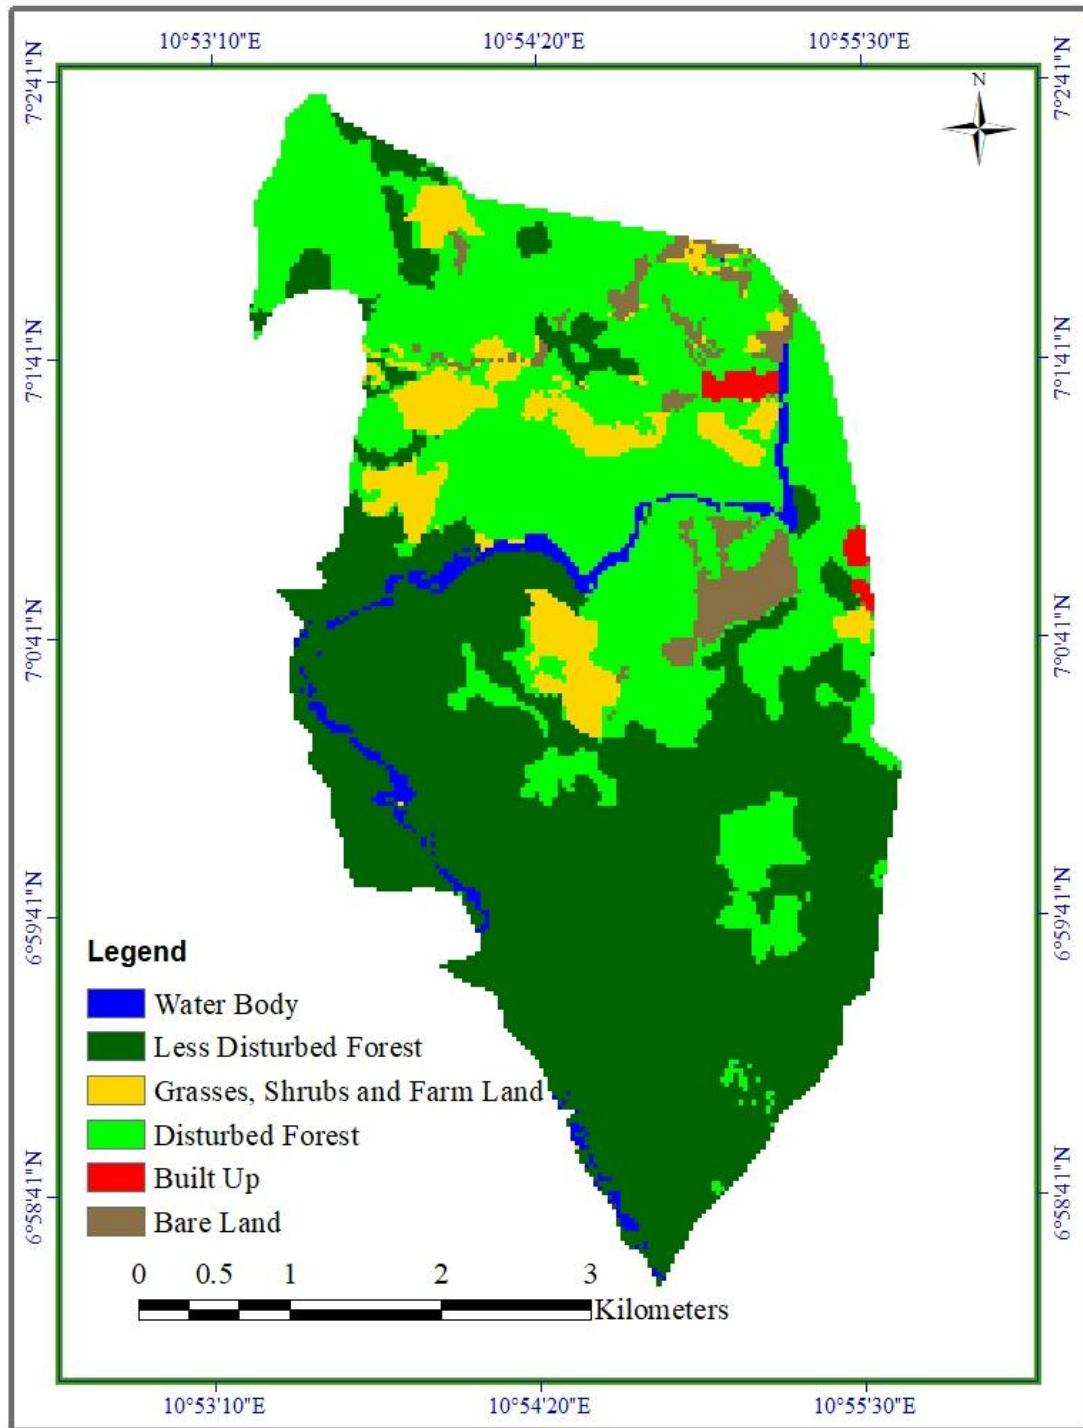 10°53'10"E 10°54'20"E 10°55'30"E
7°2'41"N 7°2'41"N
N
7°1'41"N 7°1'41"N
7°0'41"N 7°0'41"N
6°59'41"N 6°59'41"N
Legend
Water Body
Less Disturbed Forest
Grasses, Shrubs and Farm Land
Disturbed Forest
Built Up
6°58'41"N 6°58'41"N
Bare Land
0 0.5 1 2 3
Kilometers
10°53'10"E 10°54'20"E 10°55'30"E